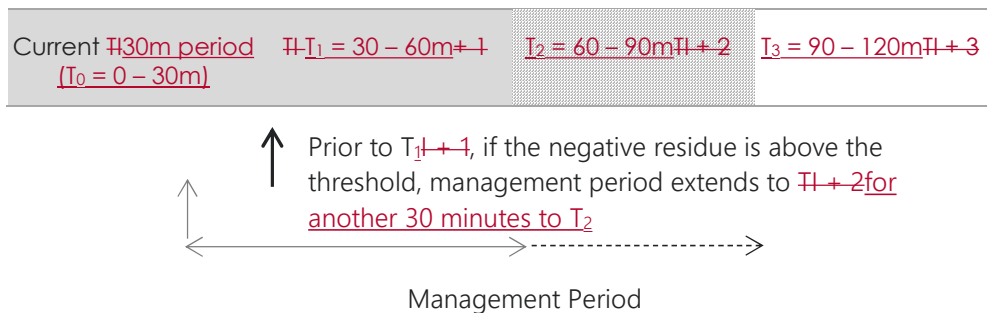 Current TI30m period TI T1 = 30 – 60m+ 1 T2 = 60 – 90mTI + 2 T3 = 90 – 120mTI + 3
(T0 = 0 – 30m)
Prior to T1I + 1, if the negative residue is above the
threshold, management period extends to TI + 2for
another 30 minutes to T2
Management Period